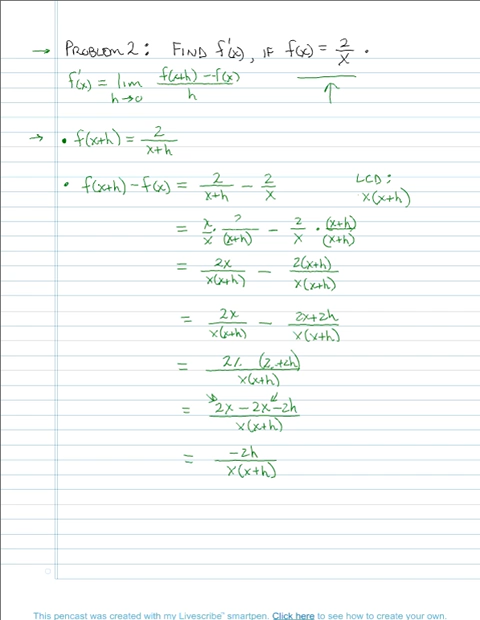 → PROBLEM 2: FIND f'(x), IF f(x) = 2/x.
f'(x) = lim h→0 (f(x+h) - f(x))/h ↑
→ • f(x+h) = 2/(x+h)
• f(x+h) - f(x) = 2/(x+h) - 2/x LCD: x(x+h)
= x/x · 2/(x+h) - 2/x · (x+h)/(x+h)
= 2x/(x(x+h)) - 2(x+h)/(x(x+h))
= 2x/(x(x+h)) - (2x+2h)/(x(x+h))
= 2x (2x+2h)/(x(x+h))
= (2x - 2x - 2h)/(x(x+h))
= -2h/(x(x+h))
This pencast was created with my Livescribe™ smartpen. Click here to see how to create your own.